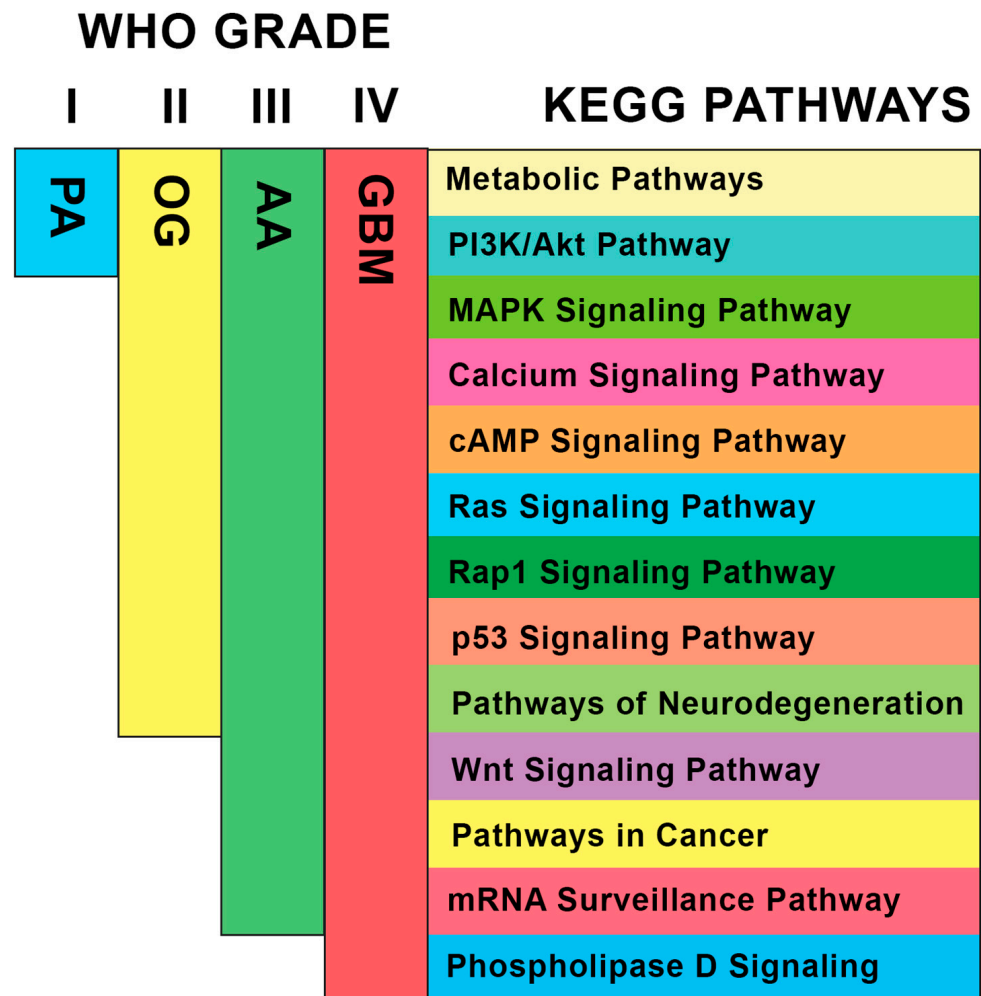 WHO GRADE
I II III IV KEGG PATHWAYS
PA
OG
AA
GBM
Metabolic Pathways
PI3K/Akt Pathway
MAPK Signaling Pathway
Calcium Signaling Pathway
cAMP Signaling Pathway
Ras Signaling Pathway
Rap1 Signaling Pathway
p53 Signaling Pathway
Pathways of Neurodegeneration
Wnt Signaling Pathway
Pathways in Cancer
mRNA Surveillance Pathway
Phospholipase D Signaling